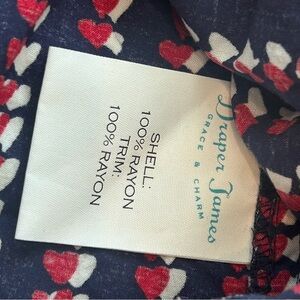 Draper James
GRACE & CHARM
SHELL:
100% RAYON
TRIM:
100% RAYON